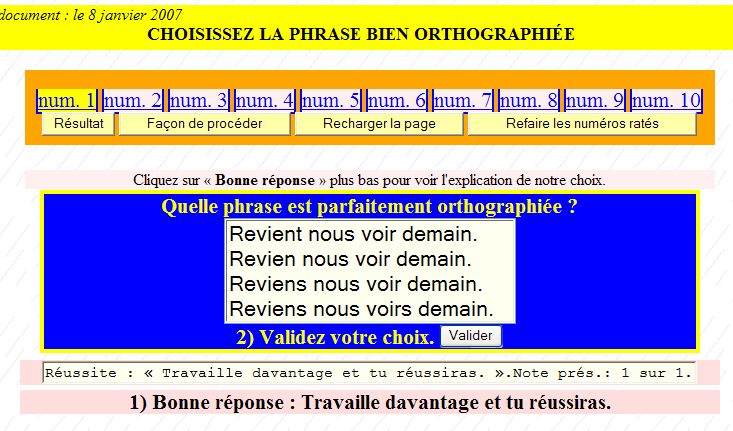 document : le 8 janvier 2007
CHOISISSEZ LA PHRASE BIEN ORTHOGRAPHIÉE
num. 1 num. 2 num. 3 num. 4 num. 5 num. 6 num. 7 num. 8 num. 9 num. 10
Résultat Façon de procéder Recharger la page Refaire les numéros ratés
Cliquez sur « Bonne réponse » plus bas pour voir l'explication de notre choix.
Quelle phrase est parfaitement orthographiée ?
Revient nous voir demain.
Revien nous voir demain.
Reviens nous voir demain.
Reviens nous voirs demain.
2) Validez votre choix. Valider
Réussite : « Travaille davantage et tu réussiras. ».Note prés.: 1 sur 1.
1) Bonne réponse : Travaille davantage et tu réussiras.